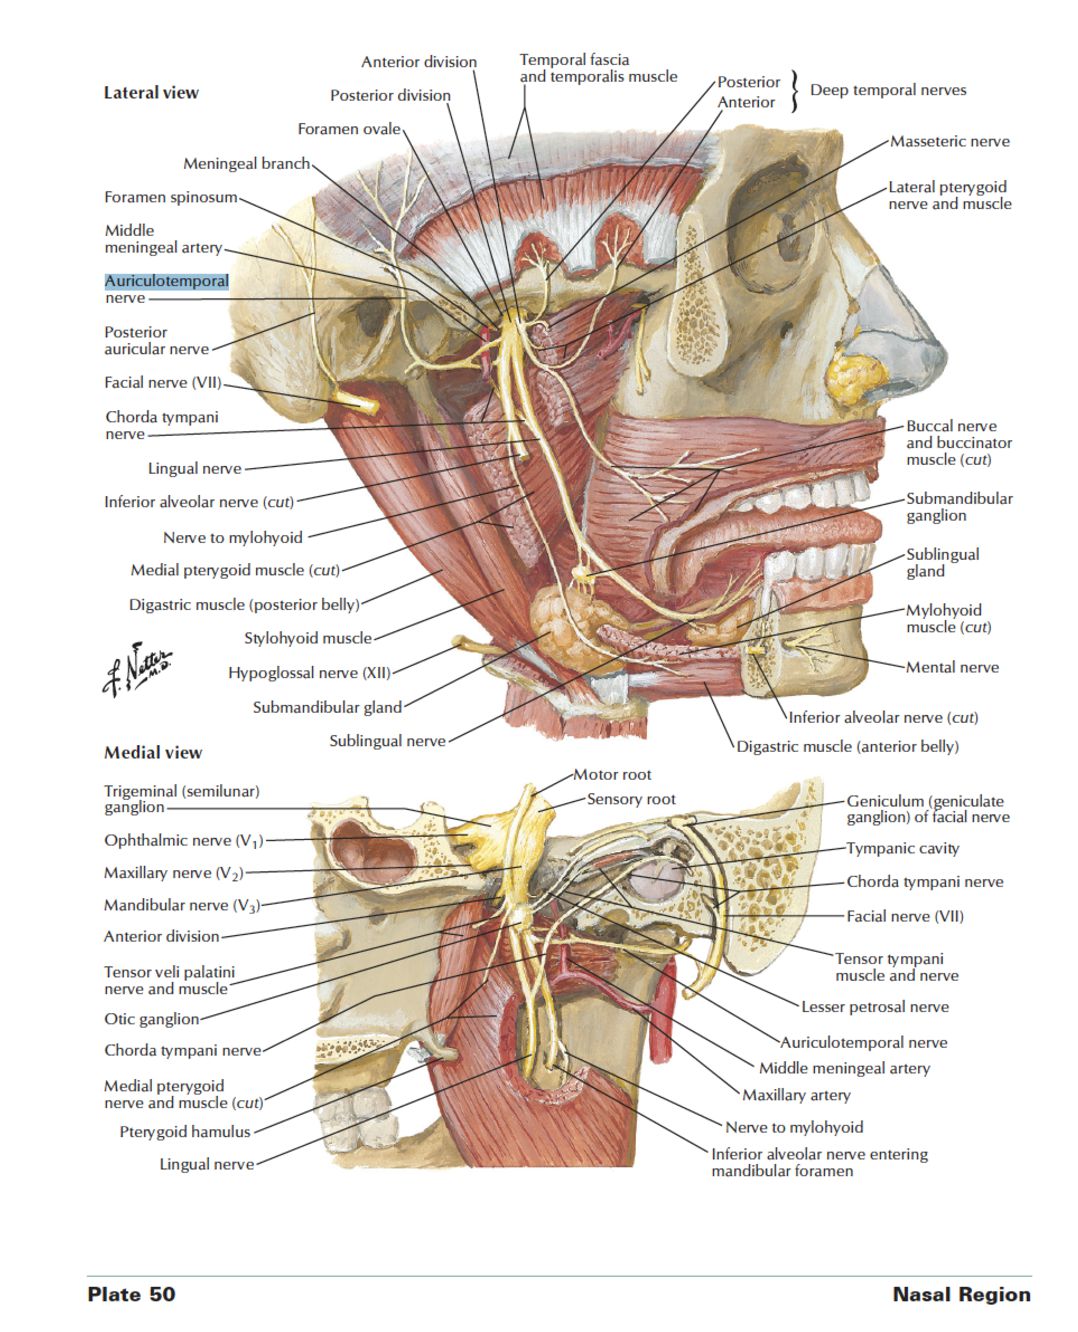 Lateral view
Anterior division
Posterior division
Foramen ovale
Meningeal branch
Foramen spinosum
Middle
meningeal artery
Auriculotemporal
nerve
Posterior
auricular nerve
Facial nerve (VII)
Chorda tympani
nerve
Lingual nerve
Inferior alveolar nerve (cut)
Nerve to mylohyoid
Medial pterygoid muscle (cut)
Digastric muscle (posterior belly)
Stylohyoid muscle
Hypoglossal nerve (XII)
Submandibular gland
Sublingual nerve
Temporal fascia
and temporalis muscle
Posterior
Anterior
Deep temporal nerves
Masseteric nerve
Lateral pterygoid
nerve and muscle
Buccal nerve
and buccinator
muscle (cut)
Submandibular
ganglion
Sublingual
gland
Mylohyoid
muscle (cut)
Mental nerve
Inferior alveolar nerve (cut)
Digastric muscle (anterior belly)
F. Netter
M.D.
Medial view
Trigeminal (semilunar)
ganglion
Ophthalmic nerve (V1)
Maxillary nerve (V2)
Mandibular nerve (V3)
Anterior division
Tensor veli palatini
nerve and muscle
Otic ganglion
Chorda tympani nerve
Medial pterygoid
nerve and muscle (cut)
Pterygoid hamulus
Lingual nerve
Motor root
Sensory root
Geniculum (geniculate
ganglion) of facial nerve
Tympanic cavity
Chorda tympani nerve
Facial nerve (VII)
Tensor tympani
muscle and nerve
Lesser petrosal nerve
Auriculotemporal nerve
Middle meningeal artery
Maxillary artery
Nerve to mylohyoid
Inferior alveolar nerve entering
mandibular foramen
Plate 50
Nasal Region